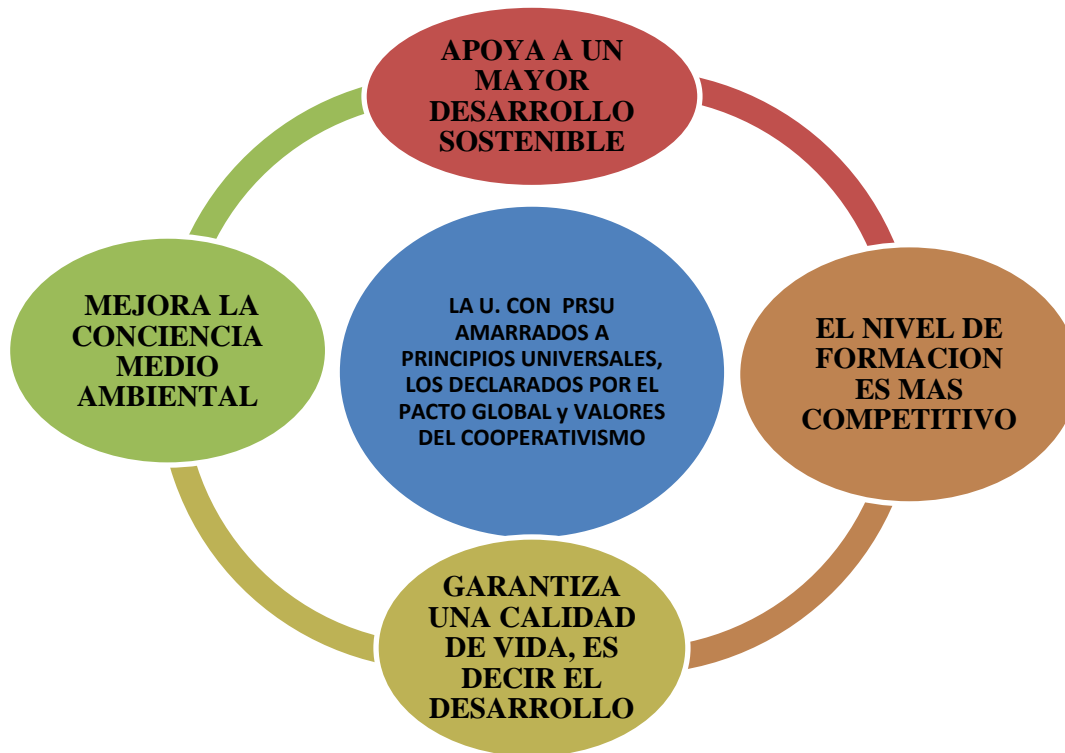 APOYA A UN
MAYOR
DESARROLLO
SOSTENIBLE
MEJORA LA
CONCIENCIA
MEDIO
AMBIENTAL
LA U. CON PRSU
AMARRADOS A
PRINCIPIOS UNIVERSALES,
LOS DECLARADOS POR EL
PACTO GLOBAL y VALORES
DEL COOPERATIVISMO
EL NIVEL DE
FORMACION
ES MAS
COMPETITIVO
GARANTIZA
UNA CALIDAD
DE VIDA, ES
DECIR EL
DESARROLLO